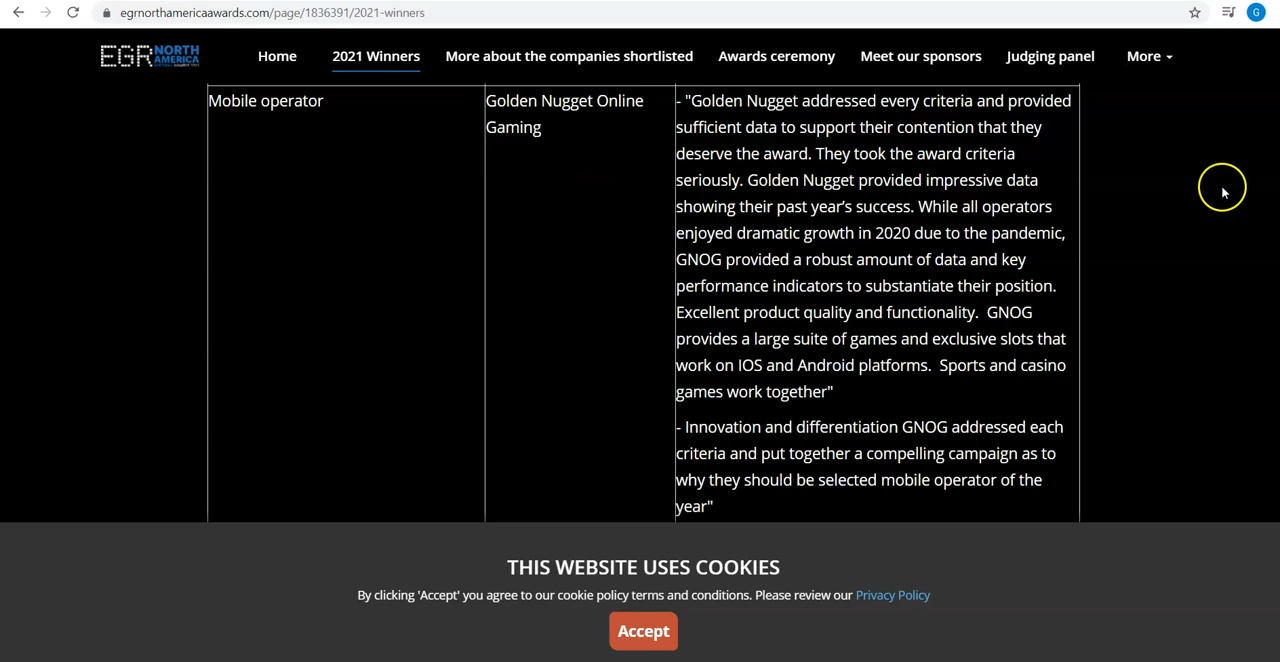 egrnorthamericaawards.com/page/1836391/2021-winners
G
EGR NORTH AMERICA
Home 2021 Winners More about the companies shortlisted Awards ceremony Meet our sponsors Judging panel More
Mobile operator
Golden Nugget Online
Gaming
- "Golden Nugget addressed every criteria and provided
sufficient data to support their contention that they
deserve the award. They took the award criteria
seriously. Golden Nugget provided impressive data
showing their past year’s success. While all operators
enjoyed dramatic growth in 2020 due to the pandemic,
GNOG provided a robust amount of data and key
performance indicators to substantiate their position.
Excellent product quality and functionality.  GNOG
provides a large suite of games and exclusive slots that
work on IOS and Android platforms.  Sports and casino
games work together"
- Innovation and differentiation GNOG addressed each
criteria and put together a compelling campaign as to
why they should be selected mobile operator of the
year"
THIS WEBSITE USES COOKIES
By clicking 'Accept' you agree to our cookie policy terms and conditions. Please review our Privacy Policy
Accept